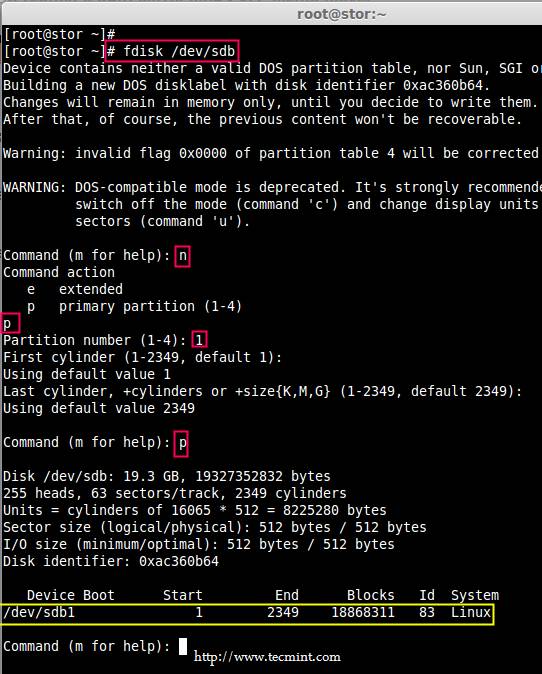 root@stor:~
[root@stor ~]#
[root@stor ~]# fdisk /dev/sdb
Device contains neither a valid DOS partition table, nor Sun, SGI or
Building a new DOS disklabel with disk identifier 0xac360b64.
Changes will remain in memory only, until you decide to write them.
After that, of course, the previous content won't be recoverable.
Warning: invalid flag 0x0000 of partition table 4 will be corrected
WARNING: DOS-compatible mode is deprecated. It's strongly recommende
switch off the mode (command 'c') and change display units
sectors (command 'u').
Command (m for help): n
Command action
e   extended
p   primary partition (1-4)
p
Partition number (1-4): 1
First cylinder (1-2349, default 1):
Using default value 1
Last cylinder, +cylinders or +size{K,M,G} (1-2349, default 2349):
Using default value 2349
Command (m for help): p
Disk /dev/sdb: 19.3 GB, 19327352832 bytes
255 heads, 63 sectors/track, 2349 cylinders
Units = cylinders of 16065 * 512 = 8225280 bytes
Sector size (logical/physical): 512 bytes / 512 bytes
I/O size (minimum/optimal): 512 bytes / 512 bytes
Disk identifier: 0xac360b64
Device Boot      Start         End      Blocks   Id  System
/dev/sdb1               1        2349    18868311   83  Linux
Command (m for help):
http://www.tecmint.com